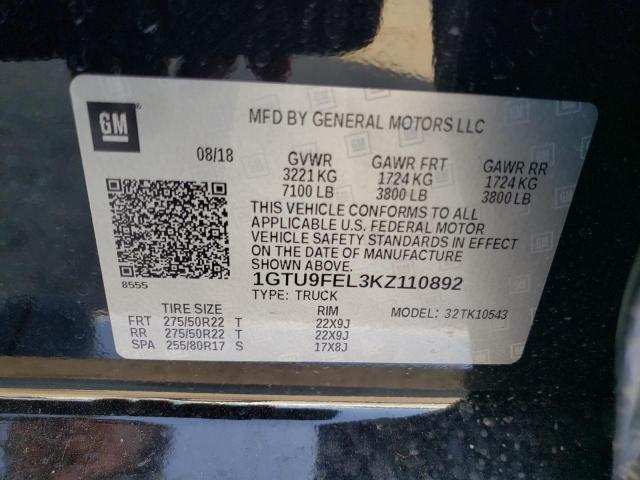 GM
MFD BY GENERAL MOTORS LLC
08/18
GVWR GAWR FRT GAWR RR
3221 KG 1724 KG 1724 KG
7100 LB 3800 LB 3800 LB
THIS VEHICLE CONFORMS TO ALL
APPLICABLE U.S. FEDERAL MOTOR
VEHICLE SAFETY STANDARDS IN EFFECT
ON THE DATE OF MANUFACTURE
SHOWN ABOVE.
8555
1GTU9FEL3KZ110892
TYPE: TRUCK
MODEL: 32TK10543
TIRE SIZE RIM
FRT 275/50R22 T 22X9J
RR 275/50R22 T 22X9J
SPA 255/80R17 S 17X8J